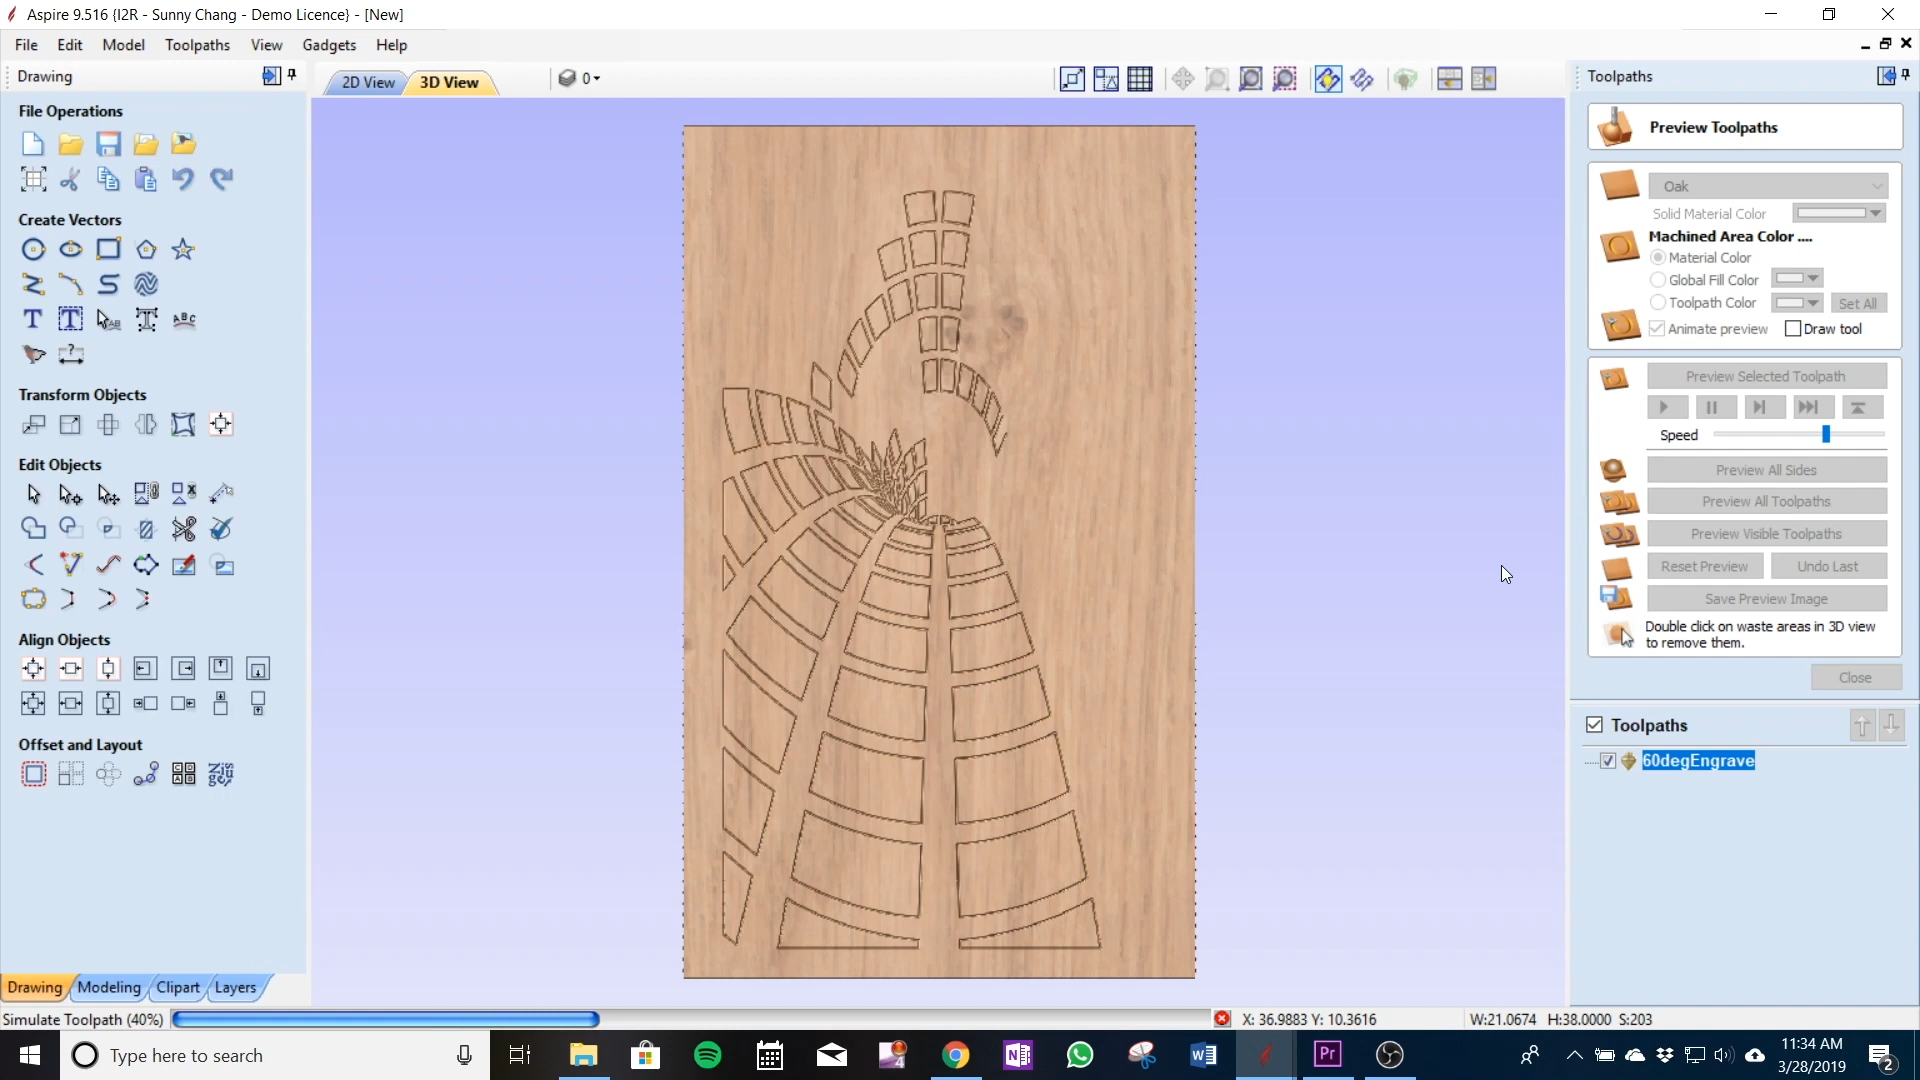 Aspire 9.516 {I2R - Sunny Chang - Demo Licence} - [New]
File Edit Model Toolpaths View Gadgets Help
Drawing
2D View 3D View 0
Toolpaths
File Operations
Create Vectors
Transform Objects
Edit Objects
Align Objects
Offset and Layout
Drawing Modeling Clipart Layers
Preview Toolpaths
Oak
Solid Material Color
Machined Area Color ....
Material Color
Global Fill Color
Toolpath Color Set All
Animate preview Draw tool
Preview Selected Toolpath
Speed
Preview All Sides
Preview All Toolpaths
Preview Visible Toolpaths
Reset Preview Undo Last
Save Preview Image
Double click on waste areas in 3D view
to remove them.
Close
Toolpaths
60degEngrave
Simulate Toolpath (40%) X: 36.9883 Y: 10.3616 W:21.0674 H:38.0000 S:203
Type here to search
11:34 AM
3/28/2019
2